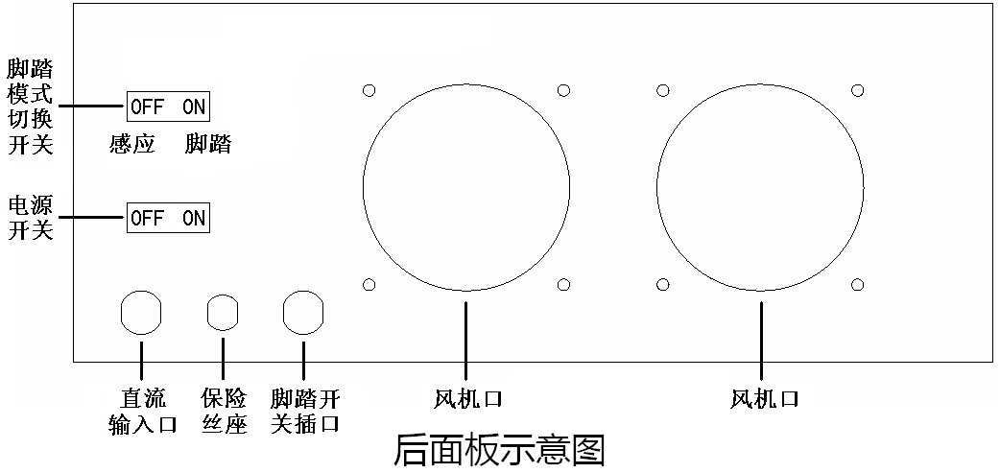 脚踏
模式
切换
开关
OFF ON
感应 脚踏
电源
开关
OFF ON
直流
输入口
保险
丝座
脚踏开
关插口
风机口
风机口
后面板示意图